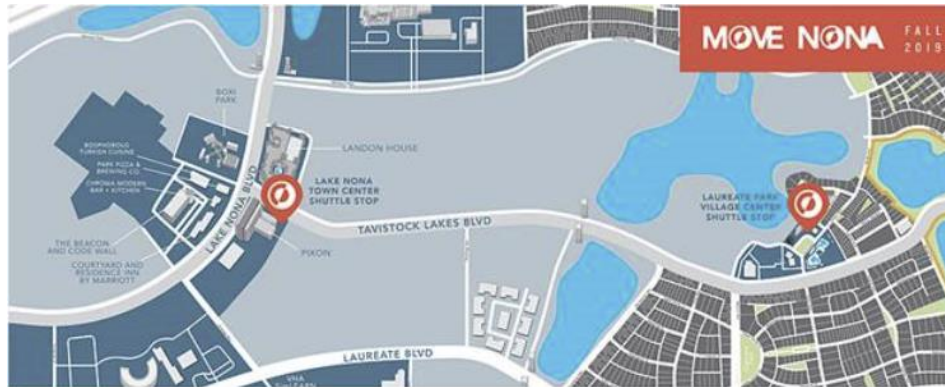 MOVE NONA
FALL
2019
BOXI
PARK
BOSPHOROUS
TURKISH CUISINE
PARK PIZZA &
BREWING CO
CHROMA MODERN
BAR + KITCHEN
LANDON HOUSE
LAKE NONA
TOWN CENTER
SHUTTLE STOP
LAKE NONA BLVD
LAUREATE PARK
VILLAGE CENTER
SHUTTLE STOP
TAVISTOCK LAKES BLVD
THE BEACON
AND CODE WALL
PIXON
COURTYARD AND
RESIDENCE INN
BY MARRIOTT
LAUREATE BLVD
VHA